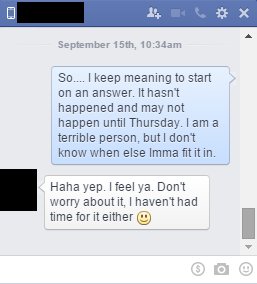 September 15th, 10:34am
So.... I keep meaning to start
on an answer. It hasn't
happened and may not
happen until Thursday. I am a
terrible person, but I don't
know when else Imma fit it in.
Haha yep. I feel ya. Don't
worry about it, I haven't had
time for it either